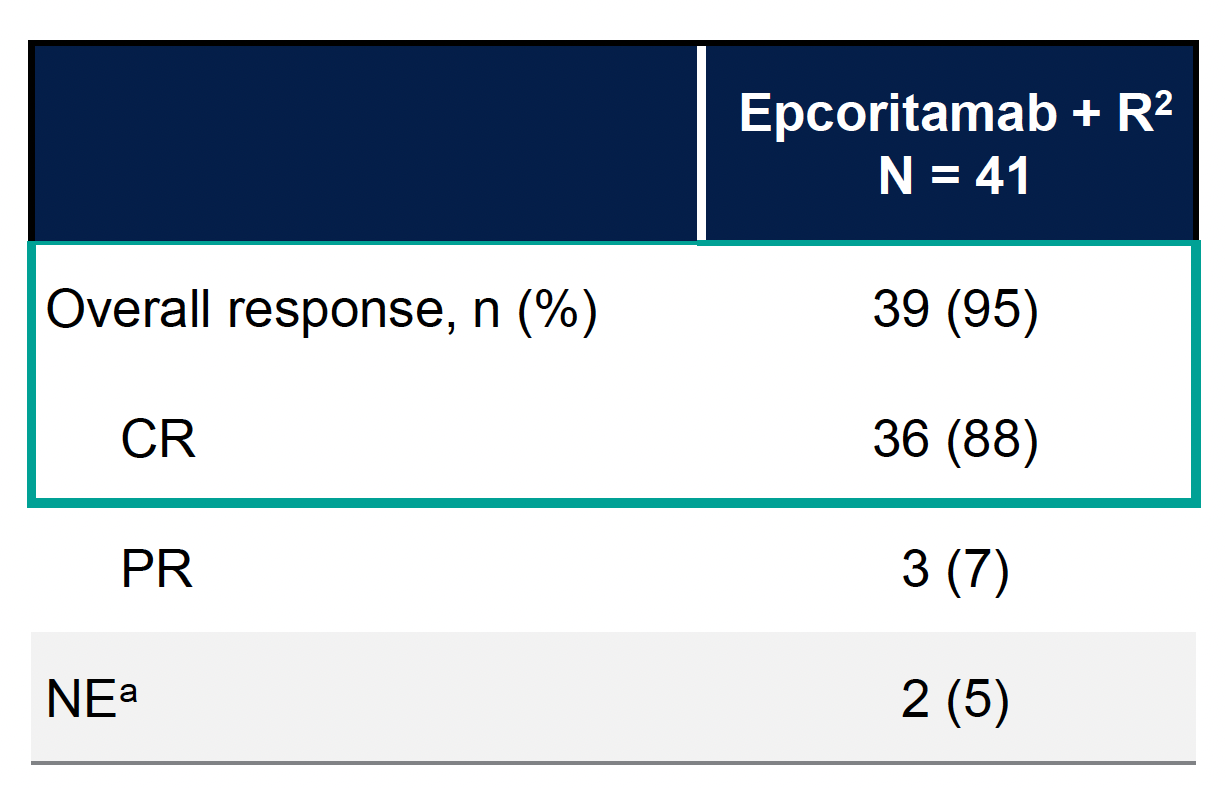 Epcoritamab + R²
N = 41
Overall response, n (%) 39 (95)
CR 36 (88)
PR 3 (7)
NEᵃ 2 (5)